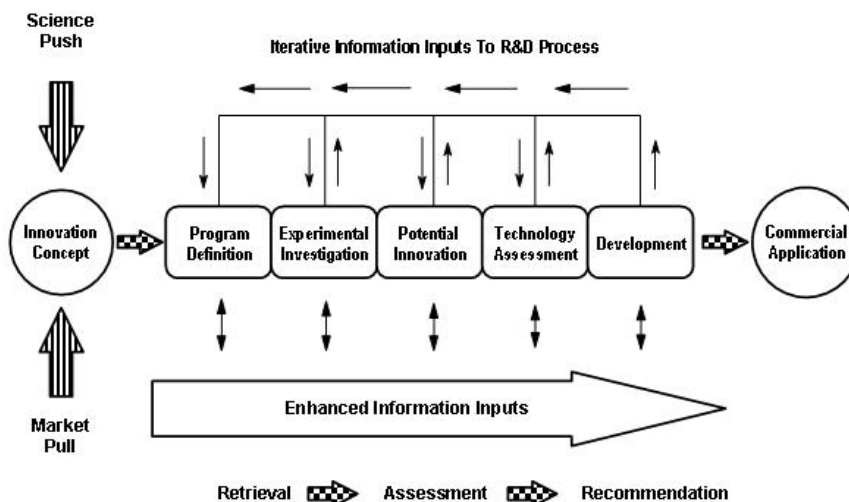 Science
Push
Iterative Information Inputs To R&D Process
Innovation
Concept
Program
Definition
Experimental
Investigation
Potential
Innovation
Technology
Assessment
Development
Commercial
Application
Enhanced Information Inputs
Market
Pull
Retrieval Assessment Recommendation